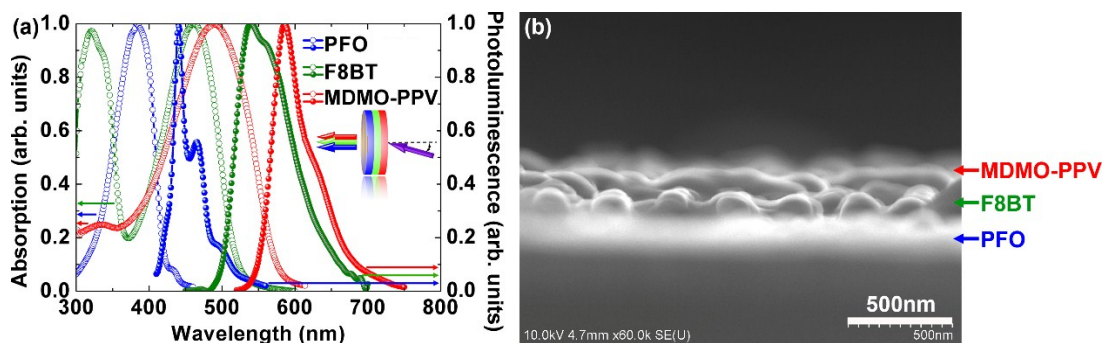 (a)
PFO
F8BT
MDMO-PPV
Absorption (arb. units)
1.0
0.8
0.6
0.4
0.2
0.0
300 400 500 600 700 800
Wavelength (nm)
1.0
0.8
0.6
0.4
0.2
0.0
Photoluminescence (arb. units)
(b)
MDMO-PPV
F8BT
PFO
500nm
10.0kV 4.7mm x60.0k SE(U)
500nm